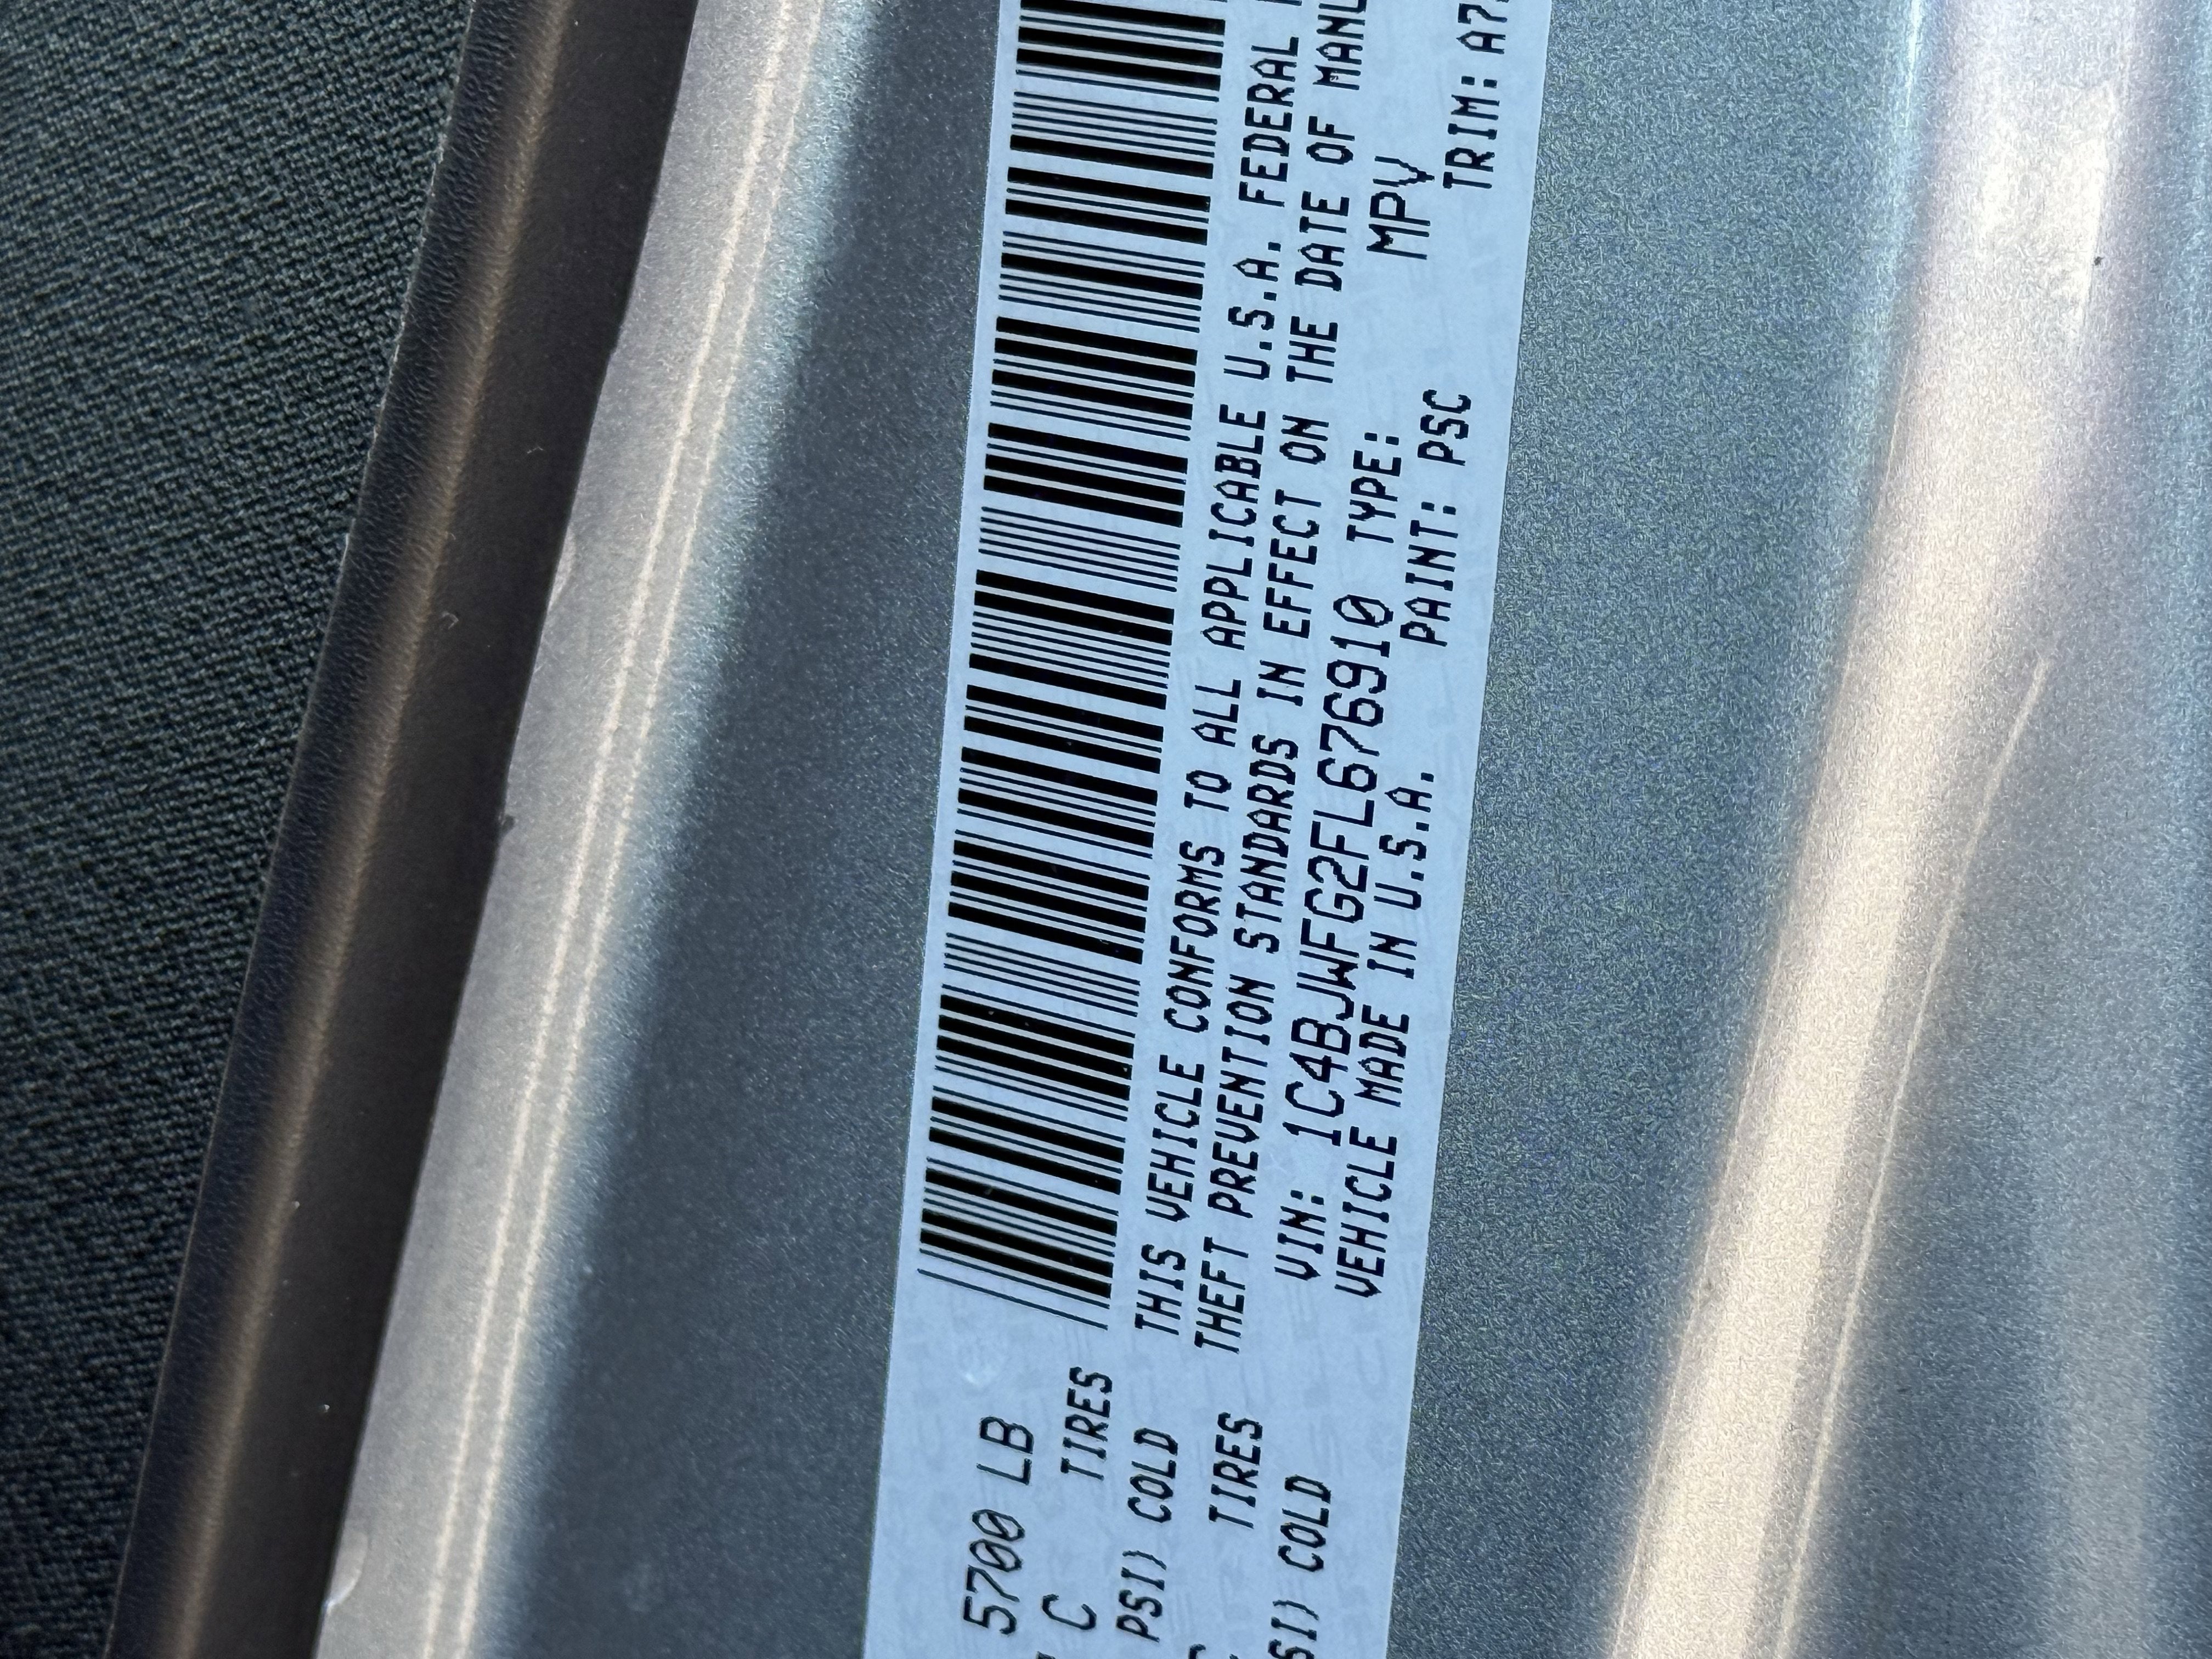 5700 LB
C TIRES
PSI) COLD
TIRES
SI) COLD
THIS VEHICLE CONFORMS TO ALL APPLICABLE U.S.A. FEDERAL
THEFT PREVENTION STANDARDS IN EFFECT ON THE DATE OF
VIN: 1C4BJWFG2FL676910 TYPE: MPV
VEHICLE MADE IN U.S.A. PAINT: PSC TRIM: